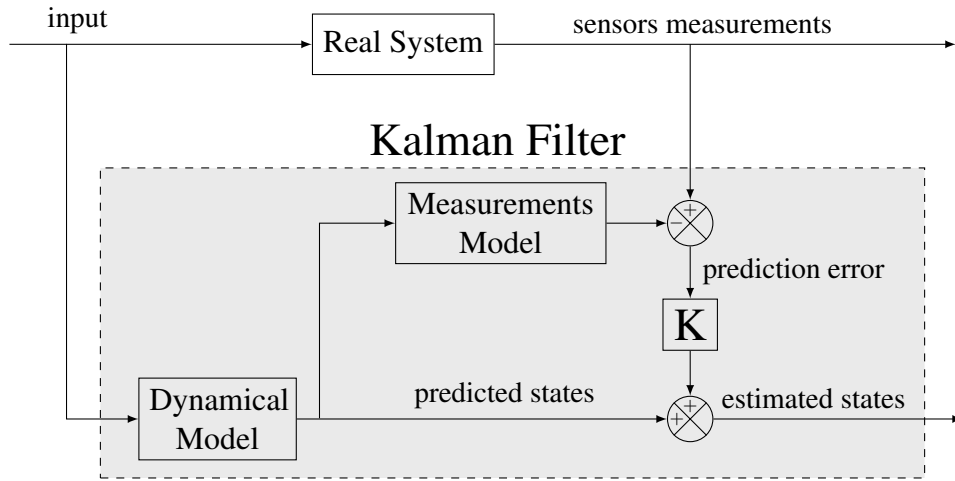 input
Real System
sensors measurements
Kalman Filter
Measurements
Model
+
−
prediction error
K
Dynamical
Model
predicted states
+
+
estimated states